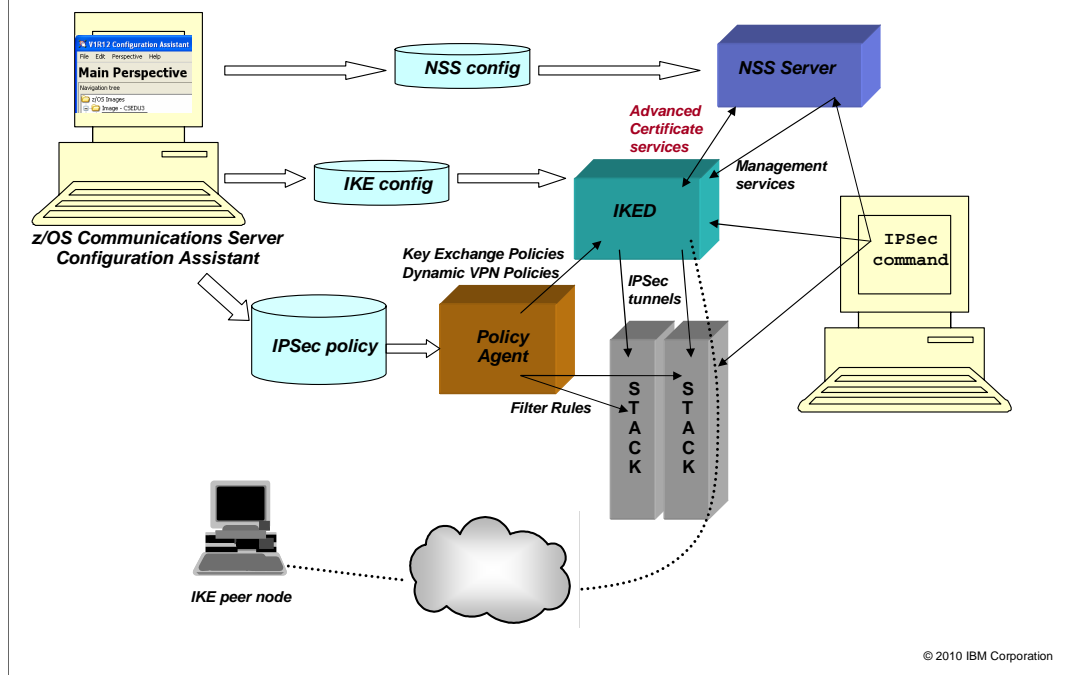 V1R12 Configuration Assistant
File Edit Perspective Help
Main Perspective
Navigation tree
z/OS Images
Image - CSEDU3
NSS config
NSS Server
Advanced
Certificate
services
Management
services
IKE config
IKED
z/OS Communications Server
Configuration Assistant
IPSec
command
Key Exchange Policies
Dynamic VPN Policies
IPSec
tunnels
IPSec policy
Policy
Agent
Filter Rules
S
T
A
C
K
S
T
A
C
K
IKE peer node
© 2010 IBM Corporation